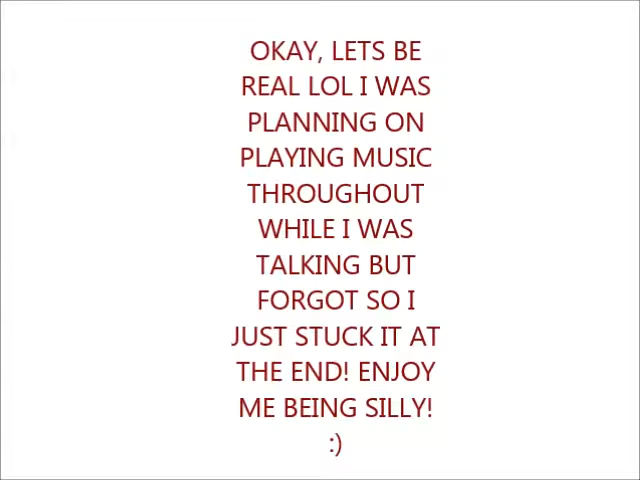 OKAY, LETS BE
REAL LOL I WAS
PLANNING ON
PLAYING MUSIC
THROUGHOUT
WHILE I WAS
TALKING BUT
FORGOT SO I
JUST STUCK IT AT
THE END! ENJOY
ME BEING SILLY!
:)